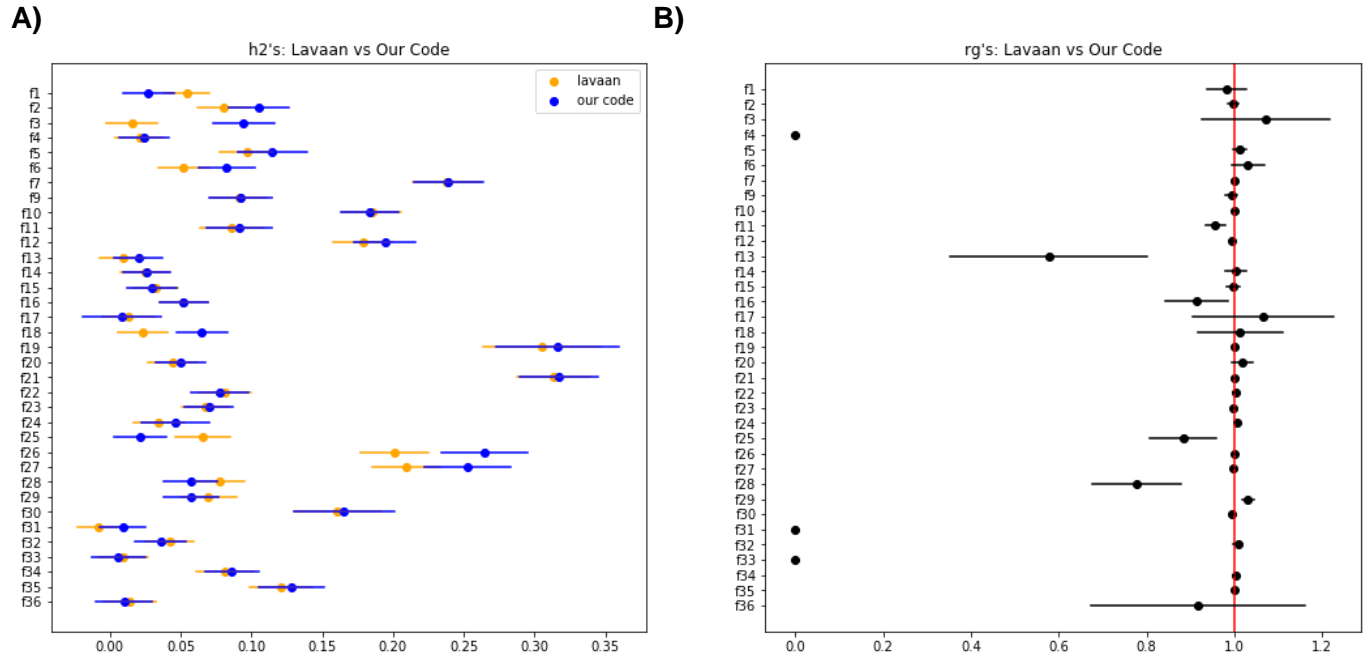 A)
h2's: Lavaan vs Our Code
lavaan
our code
f1
f2
f3
f4
f5
f6
f7
f9
f10
f11
f12
f13
f14
f15
f16
f17
f18
f19
f20
f21
f22
f23
f24
f25
f26
f27
f28
f29
f30
f31
f32
f33
f34
f35
f36
0.00 0.05 0.10 0.15 0.20 0.25 0.30 0.35
B)
rg's: Lavaan vs Our Code
f1
f2
f3
f4
f5
f6
f7
f9
f10
f11
f12
f13
f14
f15
f16
f17
f18
f19
f20
f21
f22
f23
f24
f25
f26
f27
f28
f29
f30
f31
f32
f33
f34
f35
f36
0.0 0.2 0.4 0.6 0.8 1.0 1.2